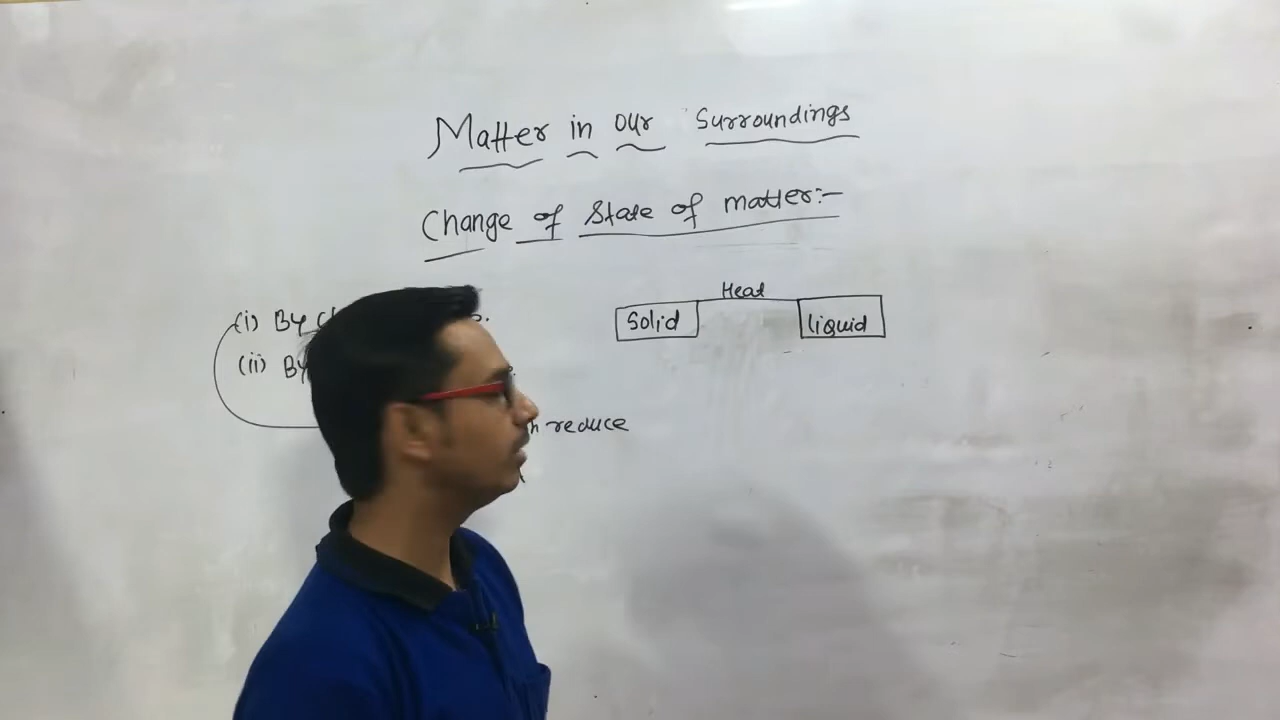 Matter in our Surroundings
Change of State of matter:-
(i) By
(ii) By
reduce
Heat
Solid
liquid